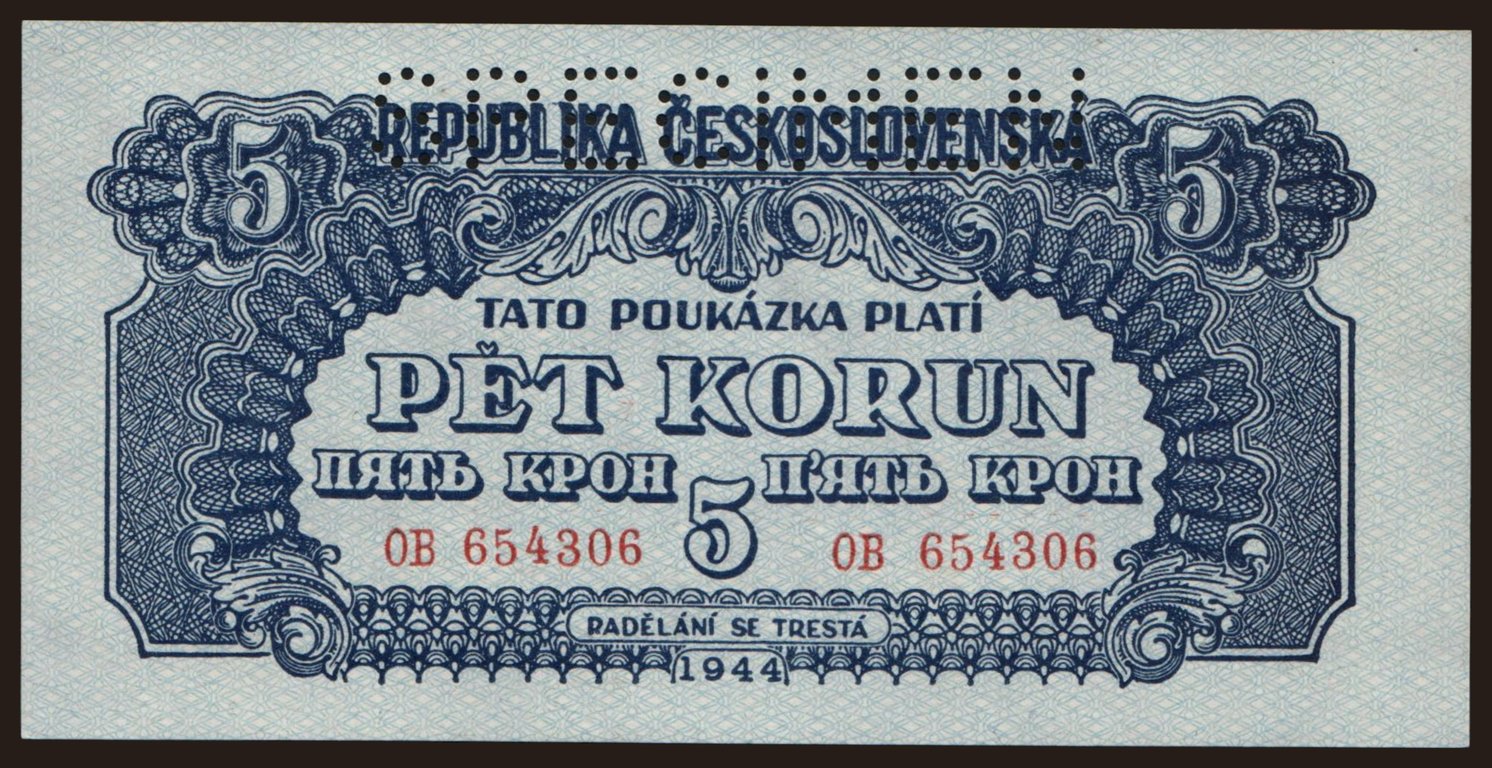 SPECIMEN
5 REPUBLIKA ČESKOSLOVENSKÁ 5
TATO POUKÁZKA PLATÍ
PĚT KORUN
ПЯТЬ КРОН П'ЯТЬ КРОН
5
OB 654306 OB 654306
PADĚLÁNÍ SE TRESTÁ
1944